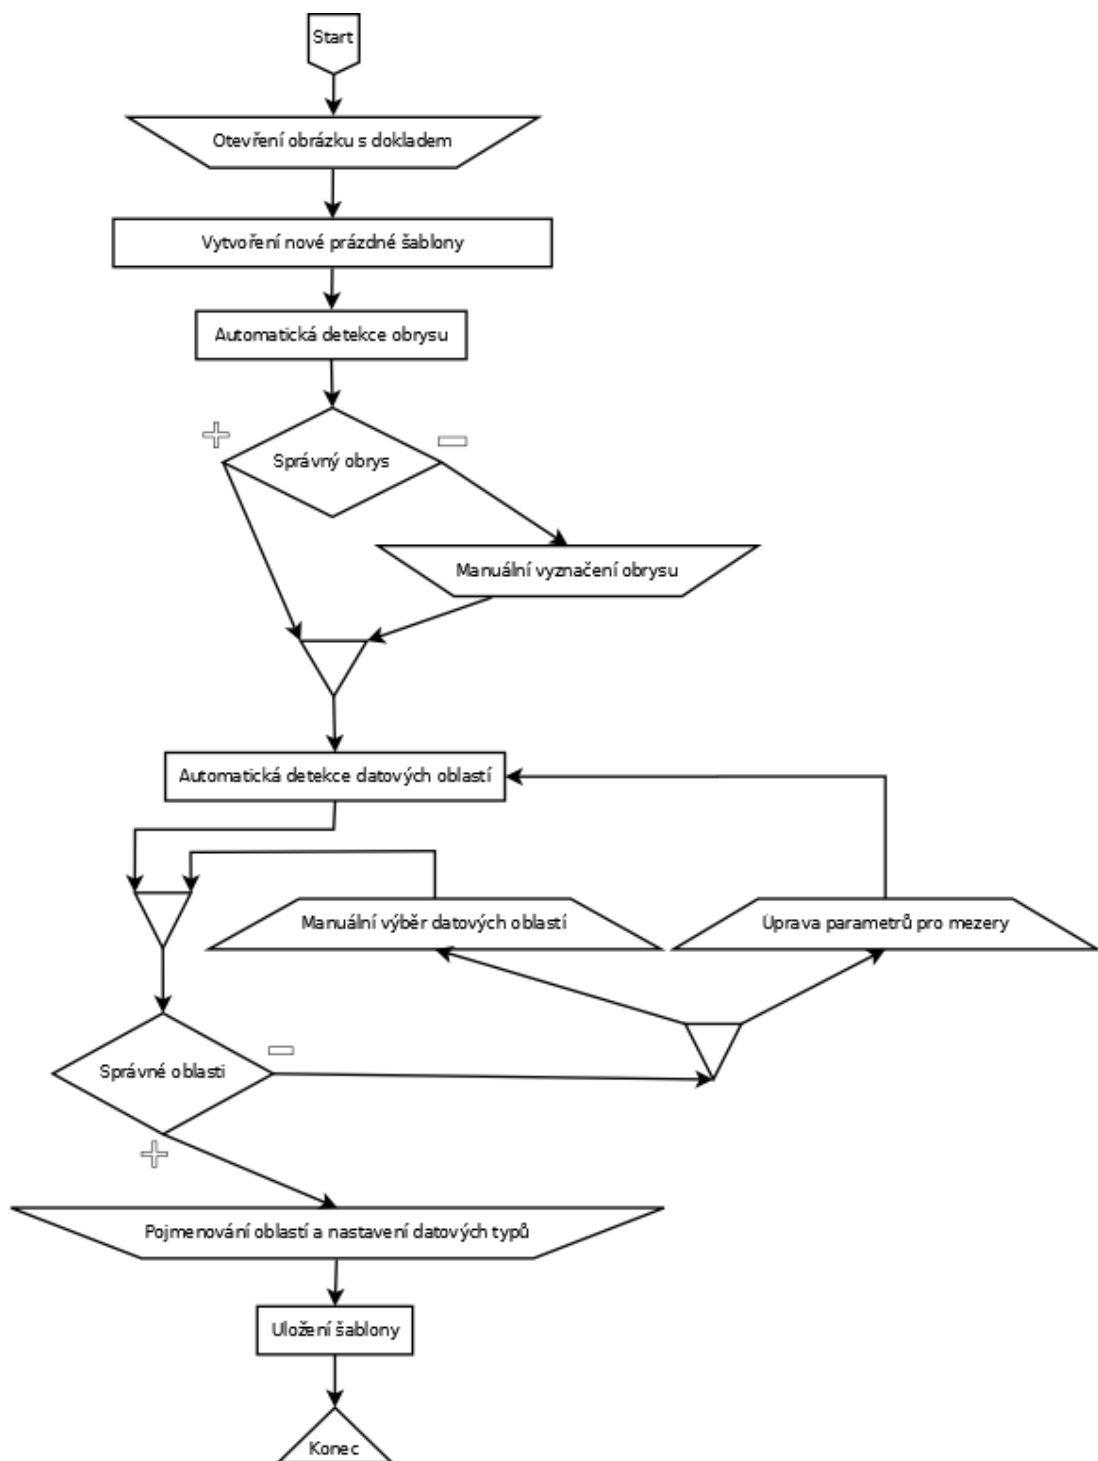 Start
Otevření obrázku s dokladem
Vytvoření nové prázdné šablony
Automatická detekce obrysu
Správný obrys
Manuální vyznačení obrysu
Automatická detekce datových oblastí
Manuální výběr datových oblastí
Úprava parametrů pro mezery
Správné oblasti
Pojmenování oblastí a nastavení datových typů
Uložení šablony
Konec